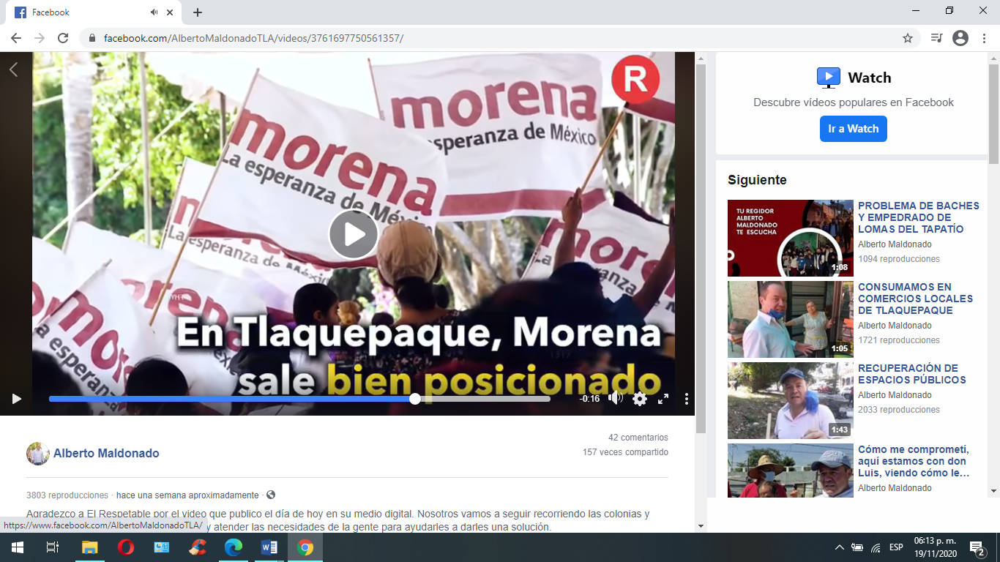 Facebook
facebook.com/AlbertoMaldonadoTLA/videos/3761697750561357/
R
morena
La esperanza de México
morena
esperanza de México
morena
La esperanza de México
morena
La
morena
esperanza
En Tlaquepaque, Morena
sale bien posicionado
-0:16
Alberto Maldonado
42 comentarios
157 veces compartido
3803 reproducciones · hace una semana aproximadamente ·
Agradezco a El Respetable por el video que publico el día de hoy en su medio digital. Nosotros vamos a seguir recorriendo las colonias y
y atender las necesidades de la gente para ayudarles a darles una solución.
https://www.facebook.com/AlbertoMaldonadoTLA/
Watch
Descubre vídeos populares en Facebook
Ir a Watch
Siguiente
TU REGIDOR
ALBERTO
MALDONADO
TE ESCUCHA
1:08
PROBLEMA DE BACHES
Y EMPEDRADO DE
LOMAS DEL TAPATÍO
Alberto Maldonado
1094 reproducciones
1:05
CONSUMAMOS EN
COMERCIOS LOCALES
DE TLAQUEPAQUE
Alberto Maldonado
1721 reproducciones
1:43
RECUPERACIÓN DE
ESPACIOS PÚBLICOS
Alberto Maldonado
2033 reproducciones
Cómo me comprometí,
aquí estamos con don
Luis, viendo cómo le…
Alberto Maldonado
ESP
06:13 p. m.
19/11/2020
2